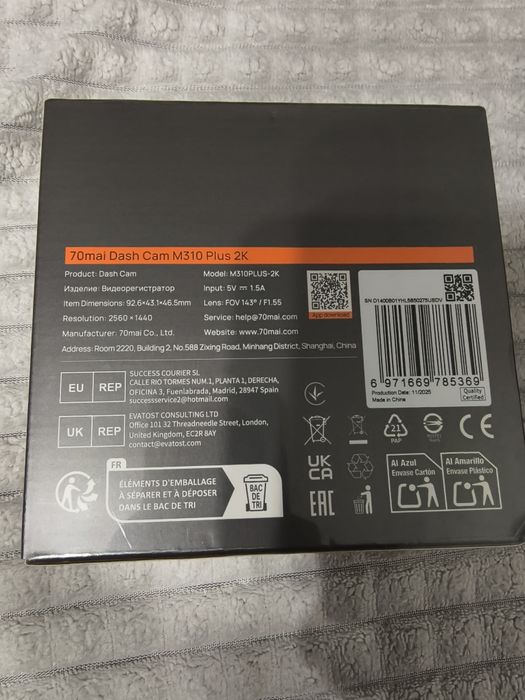 70mai Dash Cam M310 Plus 2K
Product: Dash Cam
Изделие: Видеорегистратор
Item Dimensions: 92.6×43.1×46.5mm
Resolution: 2560 × 1440
Manufacturer: 70mai Co., Ltd.
Address: Room 2220, Building 2, No.588 Zixing Road, Minhang District, Shanghai, China
Model: M310PLUS-2K
Input: 5V ⎓ 1.5A
Lens: FOV 143° / F1.55
Service: help@70mai.com
Website: www.70mai.com
App download
6 971669 785369
Production Date: 11/2025
Made in China
Quality
Certified
EU REP
SUCCESS COURIER SL
CALLE RIO TORMES NUM.1, PLANTA 1, DERECHA,
OFICINA 3, Fuenlabrada, Madrid, 28947 Spain
successservice2@hotmail.com
UK REP
EVATOST CONSULTING LTD
Office 101 32 Threadneedle Street, London,
United Kingdom, EC2R 8AY
contact@evatost.com
21
PAP
CE
UK
CA
EAC
Al Azul
Envase Cartón
Al Amarillo
Envase Plástico
FR
ÉLÉMENTS D'EMBALLAGE
À SÉPARER ET À DÉPOSER
DANS LE BAC DE TRI
BAC
DE
TRI